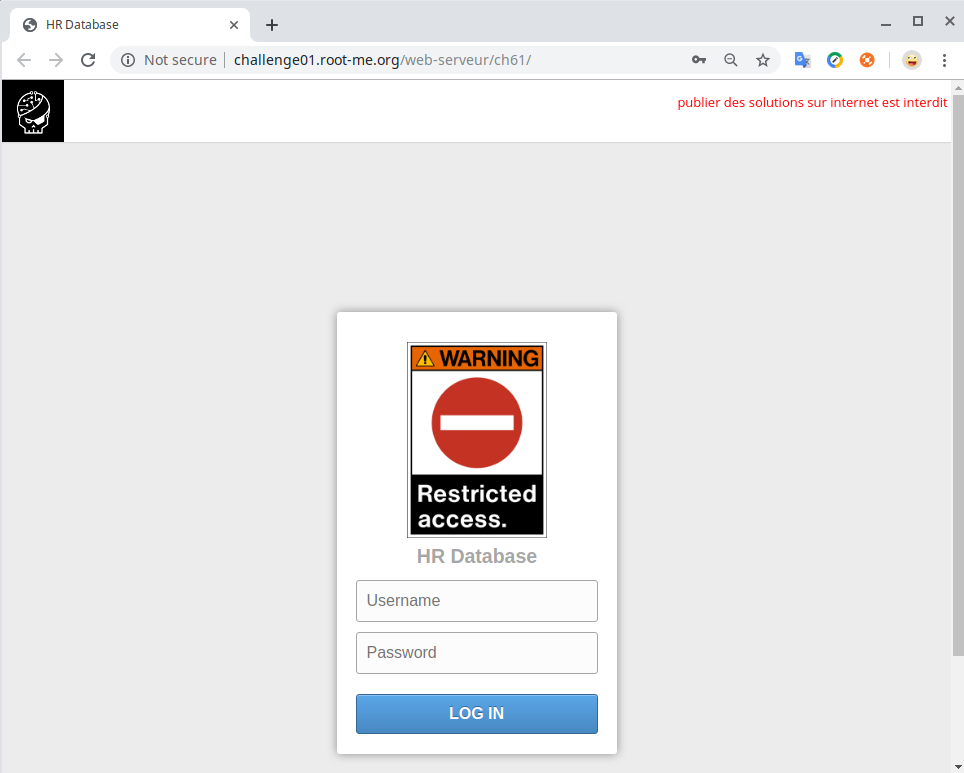 HR Database
Not secure challenge01.root-me.org/web-serveur/ch61/
publier des solutions sur internet est interdit
WARNING
Restricted
access.
HR Database
Username
Password
LOG IN